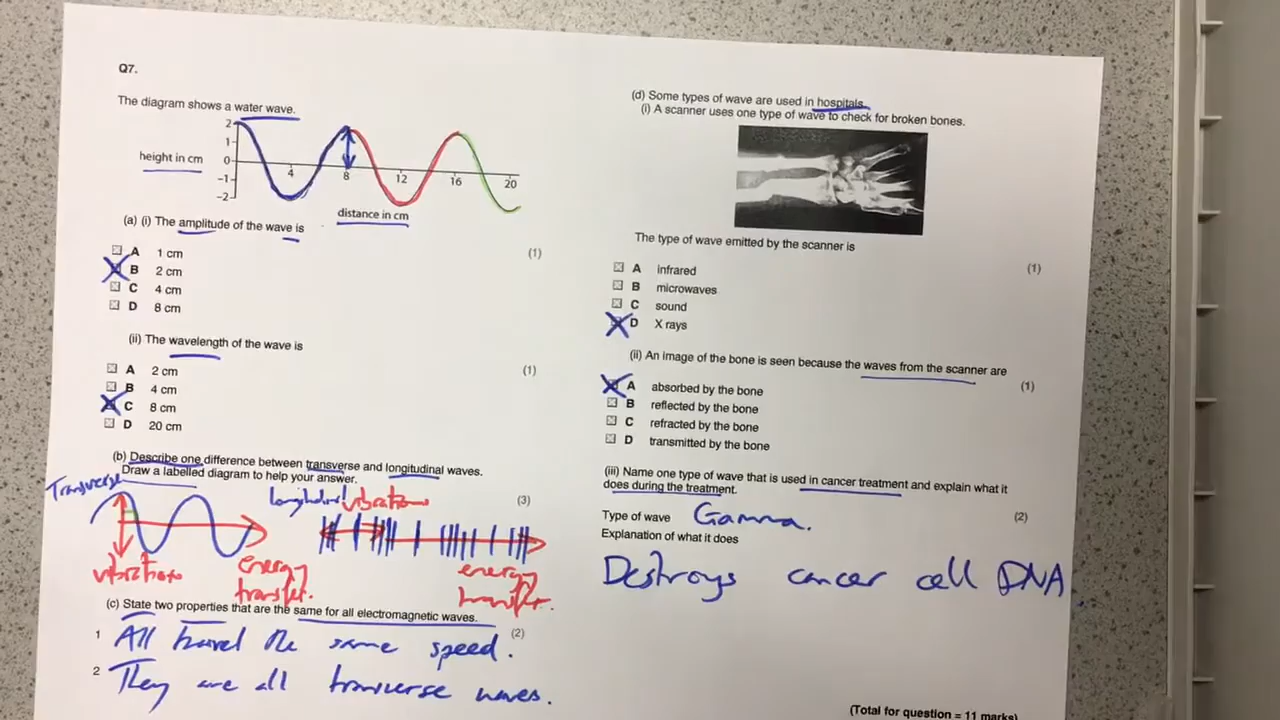 Q7.
The diagram shows a water wave.
2
1
height in cm
0
4
8
12
16
20
-1
-2
distance in cm
(a) (i) The amplitude of the wave is
(1)
A 1 cm
B 2 cm
C 4 cm
D 8 cm
(ii) The wavelength of the wave is
(1)
A 2 cm
B 4 cm
C 8 cm
D 20 cm
(b) Describe one difference between transverse and longitudinal waves.
Draw a labelled diagram to help your answer.
(3)
Transverse
vibrations
vibrations
energy
transfer.
energy
transfer.
(c) State two properties that are the same for all electromagnetic waves.
(2)
1 All travel the same speed.
2 They are all transverse waves.
(d) Some types of wave are used in hospitals.
(i) A scanner uses one type of wave to check for broken bones.
The type of wave emitted by the scanner is
(1)
A infrared
B microwaves
C sound
D X rays
(ii) An image of the bone is seen because the waves from the scanner are
(1)
A absorbed by the bone
B reflected by the bone
C refracted by the bone
D transmitted by the bone
(iii) Name one type of wave that is used in cancer treatment and explain what it
does during the treatment.
(2)
Type of wave Gamma.
Explanation of what it does
Destroys cancer cell DNA.
(Total for question = 11 marks)